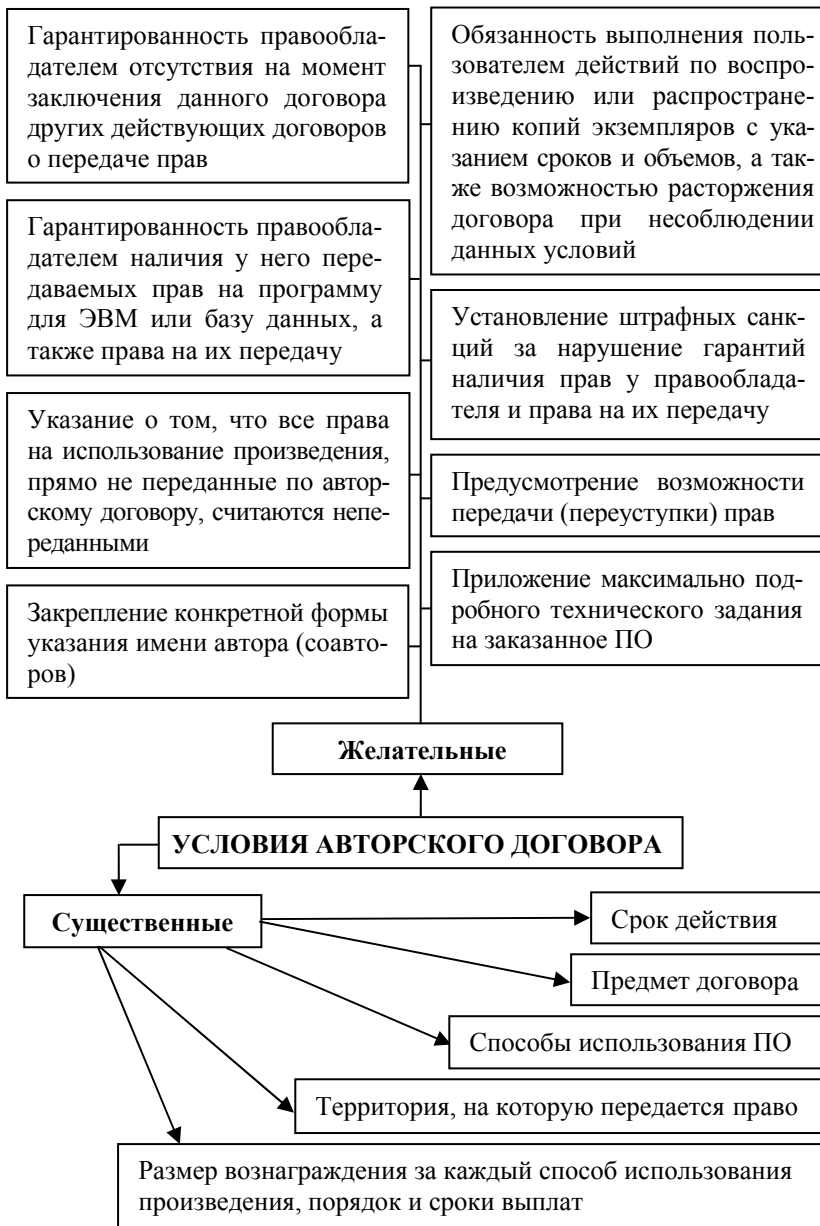 Гарантированность правообла-
дателем отсутствия на момент
заключения данного договора
других действующих договоров
о передаче прав
Гарантированность правообла-
дателем наличия у него пере-
даваемых прав на программу
для ЭВМ или базу данных, а
также права на их передачу
Указание о том, что все права
на использование произведения,
прямо не переданные по автор-
скому договору, считаются непе-
реданными
Закрепление конкретной формы
указания имени автора (соавто-
ров)
Обязанность выполнения поль-
зователем действий по воспро-
изведению или распростране-
нию копий экземпляров с ука-
занием сроков и объемов, а так-
же возможностью расторжения
договора при несоблюдении
данных условий
Установление штрафных санк-
ций за нарушение гарантий
наличия прав у правооблада-
теля и права на их передачу
Предусмотрение возможности
передачи (переуступки) прав
Приложение максимально под-
робного технического задания
на заказанное ПО
Желательные
УСЛОВИЯ АВТОРСКОГО ДОГОВОРА
Существенные
Срок действия
Предмет договора
Способы использования ПО
Территория, на которую передается право
Размер вознаграждения за каждый способ использования
произведения, порядок и сроки выплат